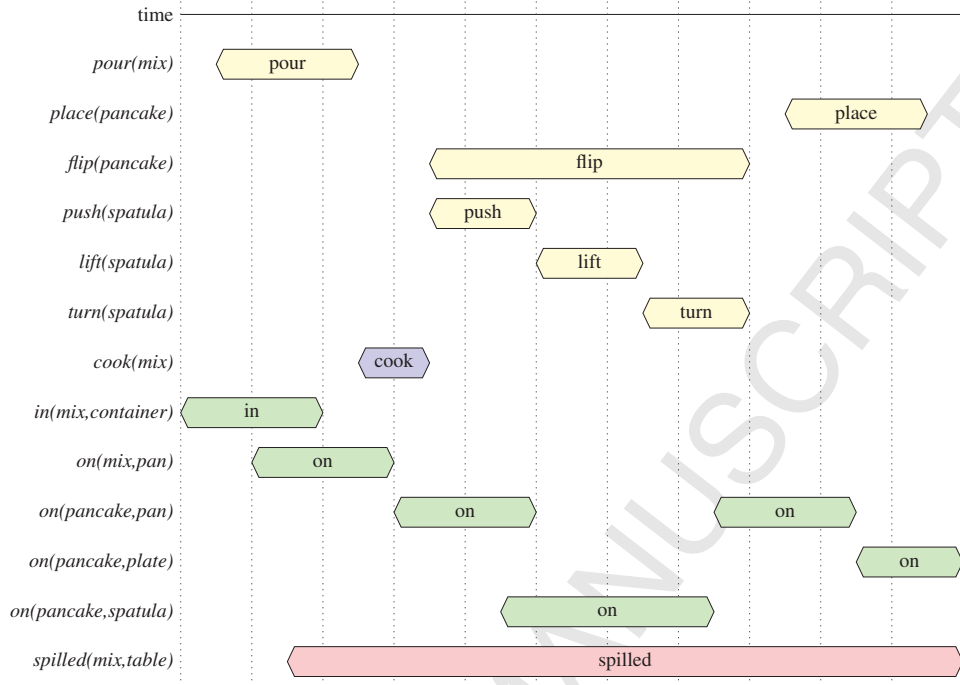 time
pour(mix) pour
place(pancake) place
flip(pancake) flip
push(spatula) push
lift(spatula) lift
turn(spatula) turn
cook(mix) cook
in(mix,container) in
on(mix,pan) on
on(pancake,pan) on on
on(pancake,plate) on
on(pancake,spatula) on
spilled(mix,table) spilled
MANUSCRIPT